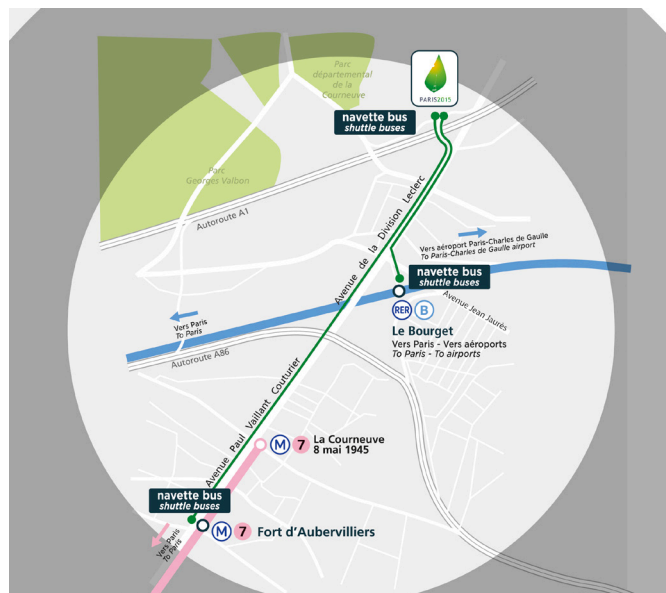 Parc
départemental
de la
Courneuve
PARIS2015
navette bus
shuttle buses
Parc
Georges Valbon
Autoroute A1
Avenue de la Division Leclerc
Vers aéroport Paris-Charles de Gaulle
To Paris-Charles de Gaulle airport
navette bus
shuttle buses
Avenue Jean Jaurès
RER B
Le Bourget
Vers Paris - Vers aéroports
To Paris - To airports
Vers Paris
To Paris
Autoroute A86
Avenue Paul Vaillant Couturier
M 7 La Courneuve
8 mai 1945
navette bus
shuttle buses
M 7 Fort d'Aubervilliers
Vers Paris
To Paris